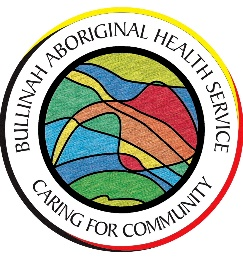 BULLINAH ABORIGINAL HEALTH SERVICE
CARING FOR COMMUNITY